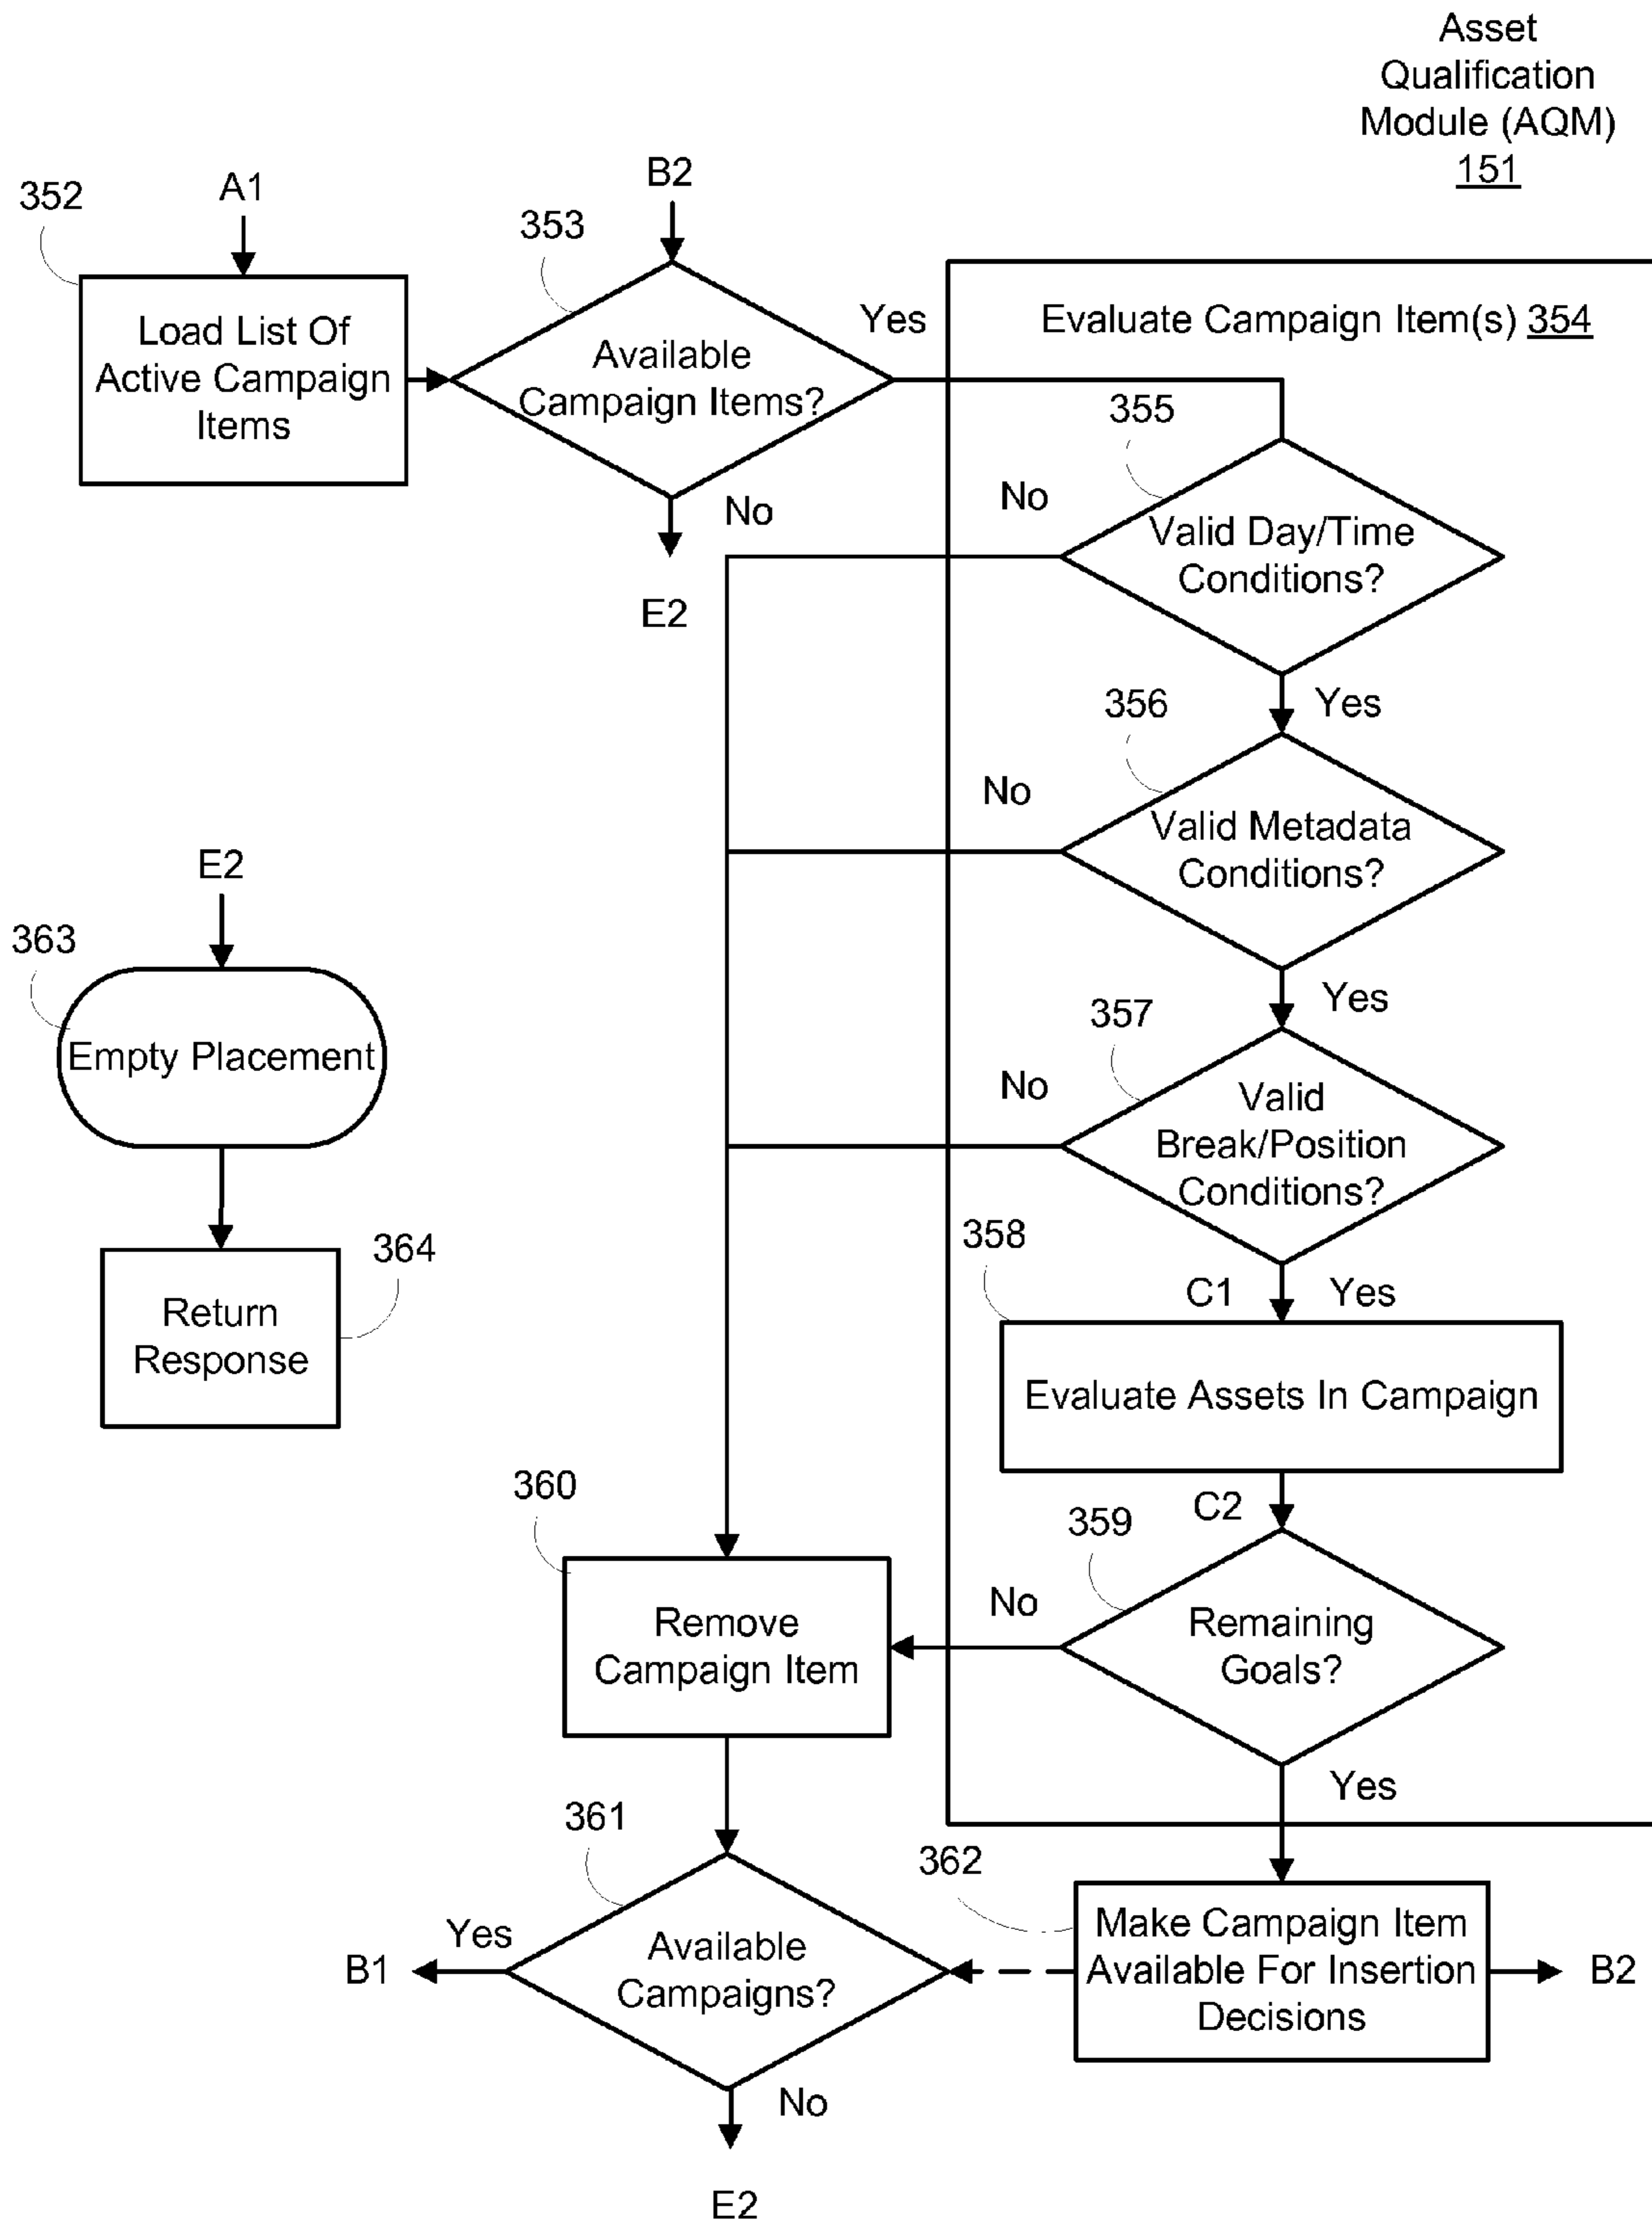 Asset
Qualification
Module (AQM)
151
A1
B2
352
353
Load List Of
Active Campaign
Items
Available
Campaign Items?
Yes
No
E2
Evaluate Campaign Item(s) 354
355
No
Valid Day/Time
Conditions?
Yes
356
No
Valid Metadata
Conditions?
Yes
357
No
Valid
Break/Position
Conditions?
C1
Yes
358
Evaluate Assets In Campaign
C2
359
No
Remaining
Goals?
Yes
E2
363
Empty Placement
364
Return
Response
360
Remove
Campaign Item
361
Yes
B1
Available
Campaigns?
No
E2
362
Make Campaign Item
Available For Insertion
Decisions
B2